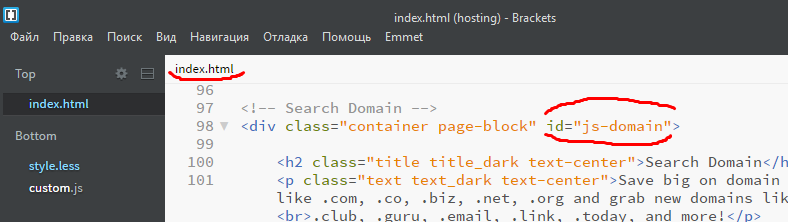 index.html (hosting) - Brackets
Файл Правка Поиск Вид Навигация Отладка Помощь Emmet
Top
index.html
Bottom
style.less
custom.js
index.html
96
97 <!-- Search Domain -->
98 <div class="container page-block" id="js-domain">
99
100 <h2 class="title title_dark text-center">Search Domain</h
101 <p class="text text_dark text-center">Save big on domain
like .com, .co, .biz, .net, .org and grab new domains lik
<br>.club, .guru, .email, .link, .today, and more!</p>